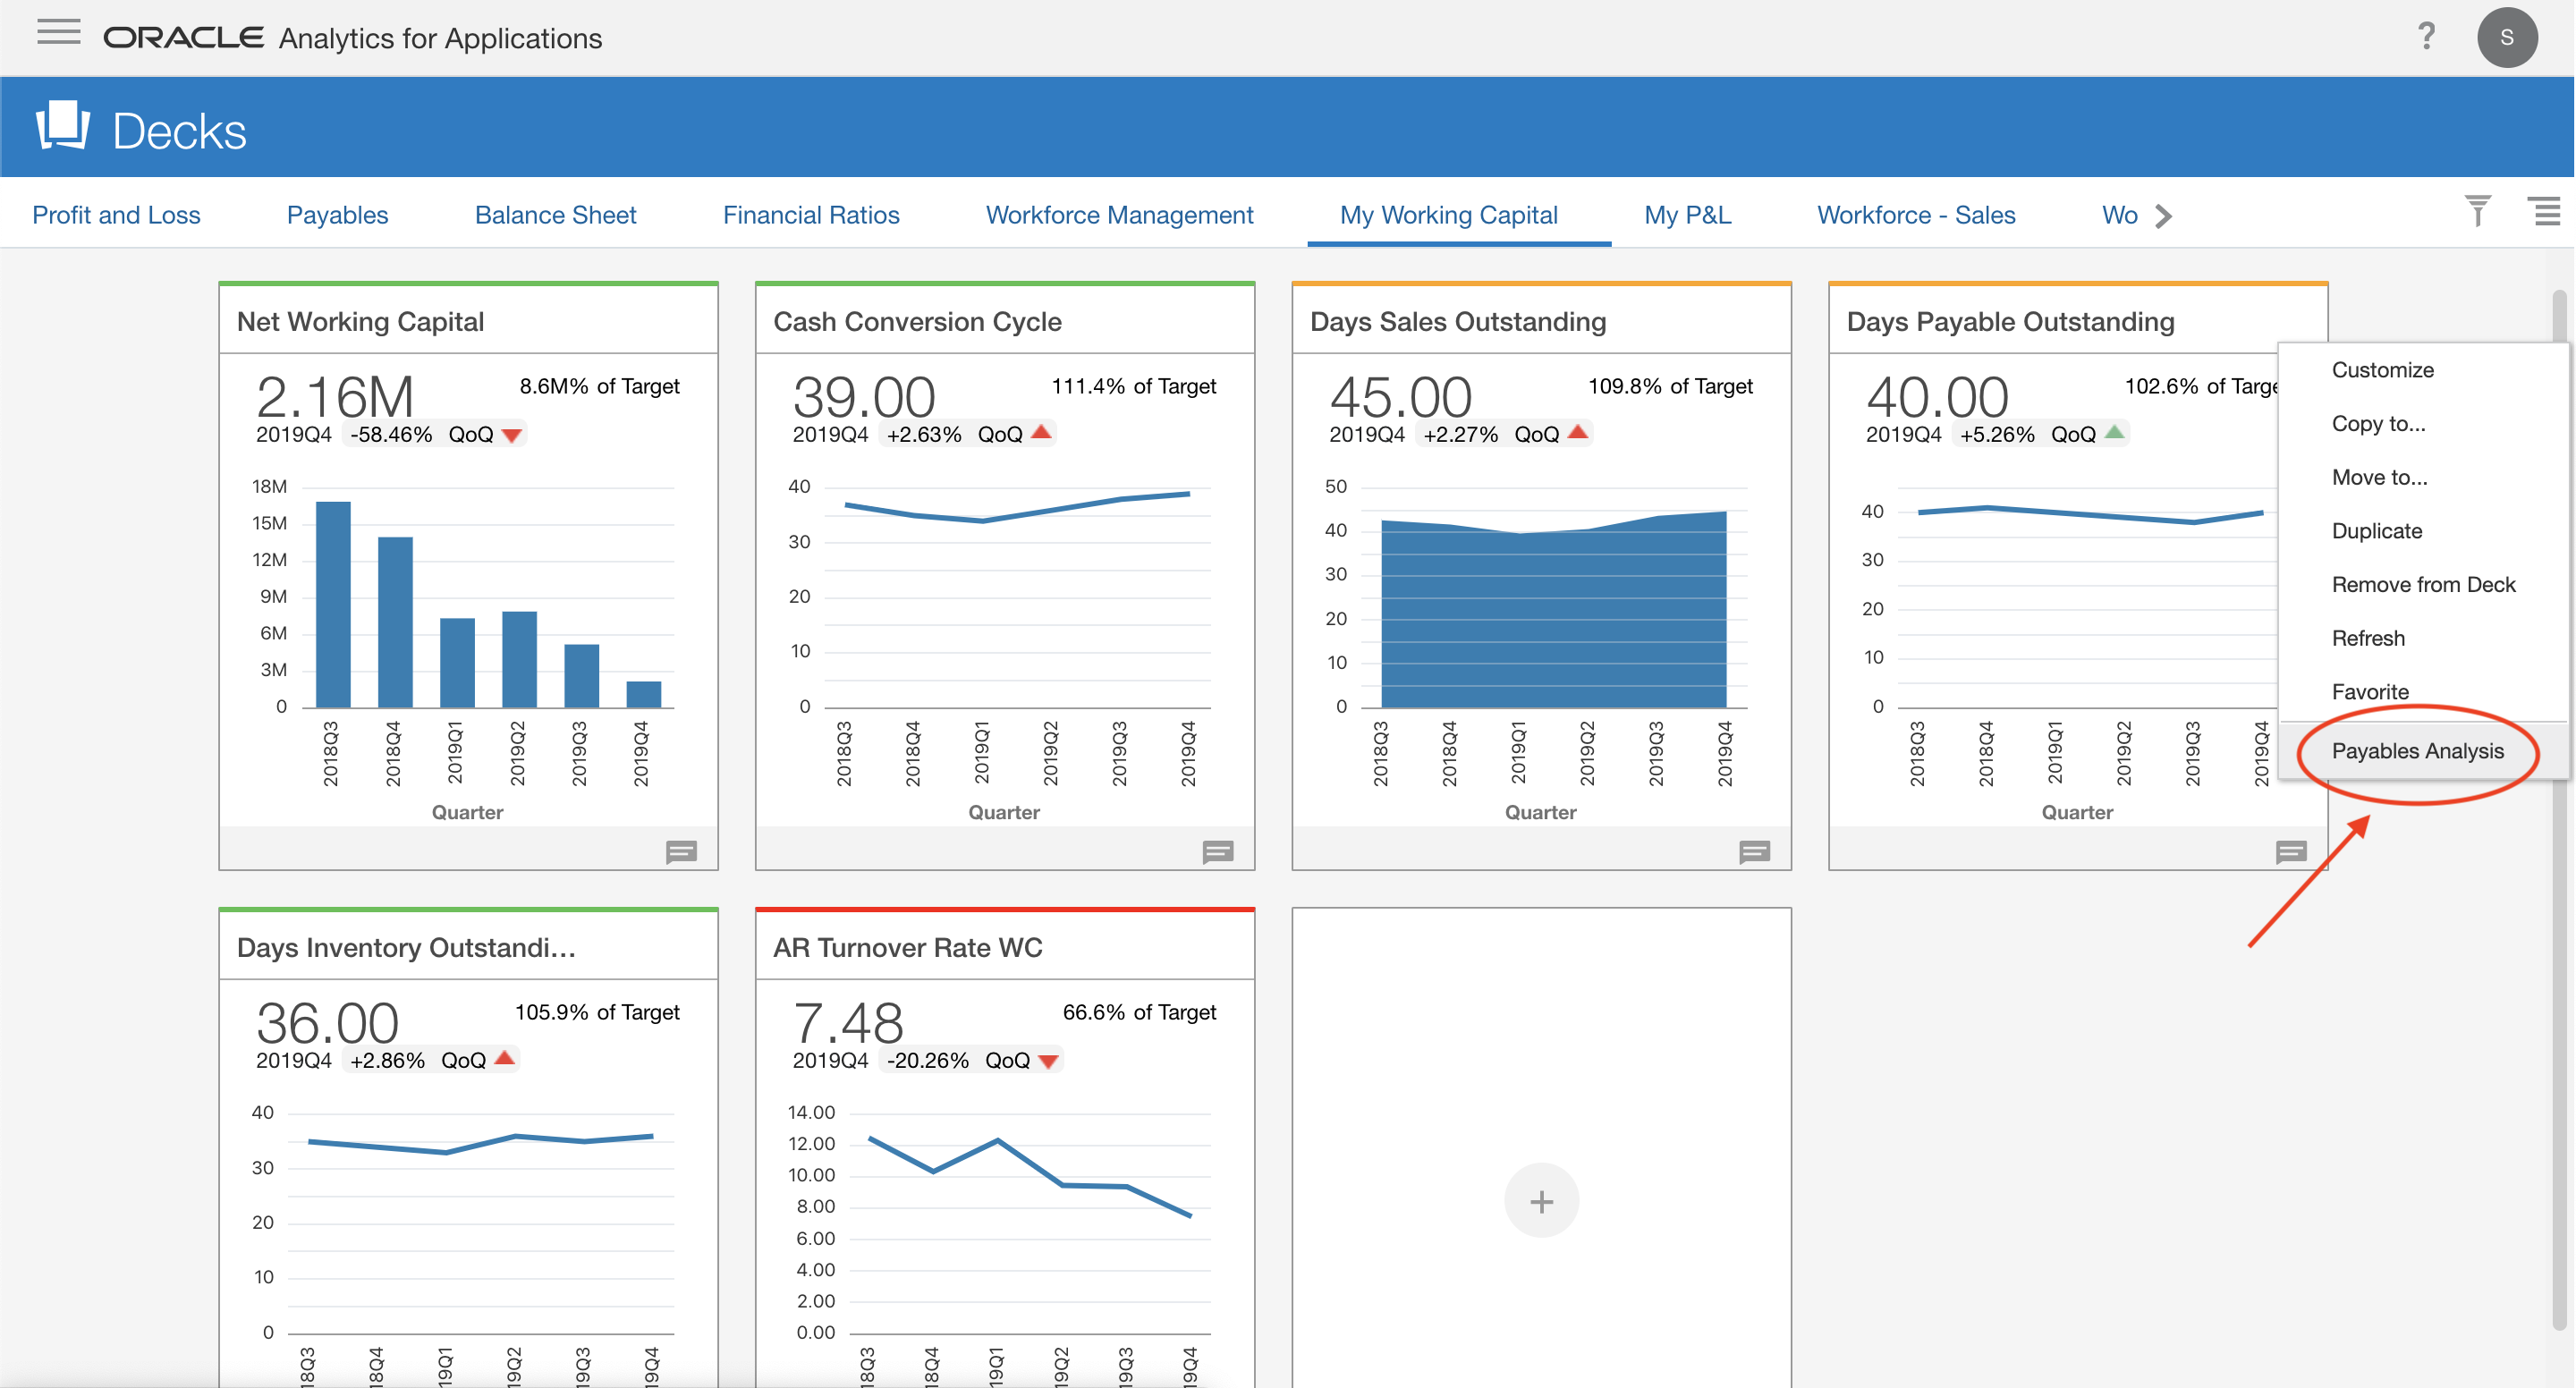 ORACLE Analytics for Applications
?
S
Decks
Profit and Loss
Payables
Balance Sheet
Financial Ratios
Workforce Management
My Working Capital
My P&L
Workforce - Sales
Wo
Net Working Capital
2.16M
8.6M% of Target
2019Q4 -58.46% QoQ
18M
15M
12M
9M
6M
3M
0
2018Q3
2018Q4
2019Q1
2019Q2
2019Q3
2019Q4
Quarter
Cash Conversion Cycle
39.00
111.4% of Target
2019Q4 +2.63% QoQ
40
30
20
10
0
2018Q3
2018Q4
2019Q1
2019Q2
2019Q3
2019Q4
Quarter
Days Sales Outstanding
45.00
109.8% of Target
2019Q4 +2.27% QoQ
50
40
30
20
10
0
2018Q3
2018Q4
2019Q1
2019Q2
2019Q3
2019Q4
Quarter
Days Payable Outstanding
40.00
102.6% of Targe
2019Q4 +5.26% QoQ
40
30
20
10
0
2018Q3
2018Q4
2019Q1
2019Q2
2019Q3
2019Q4
Quarter
Customize
Copy to...
Move to...
Duplicate
Remove from Deck
Refresh
Favorite
Payables Analysis
Days Inventory Outstandi...
36.00
105.9% of Target
2019Q4 +2.86% QoQ
40
30
20
10
0
18Q3
18Q4
19Q1
19Q2
19Q3
19Q4
AR Turnover Rate WC
7.48
66.6% of Target
2019Q4 -20.26% QoQ
14.00
12.00
10.00
8.00
6.00
4.00
2.00
0.00
18Q3
18Q4
19Q1
19Q2
19Q3
19Q4
+